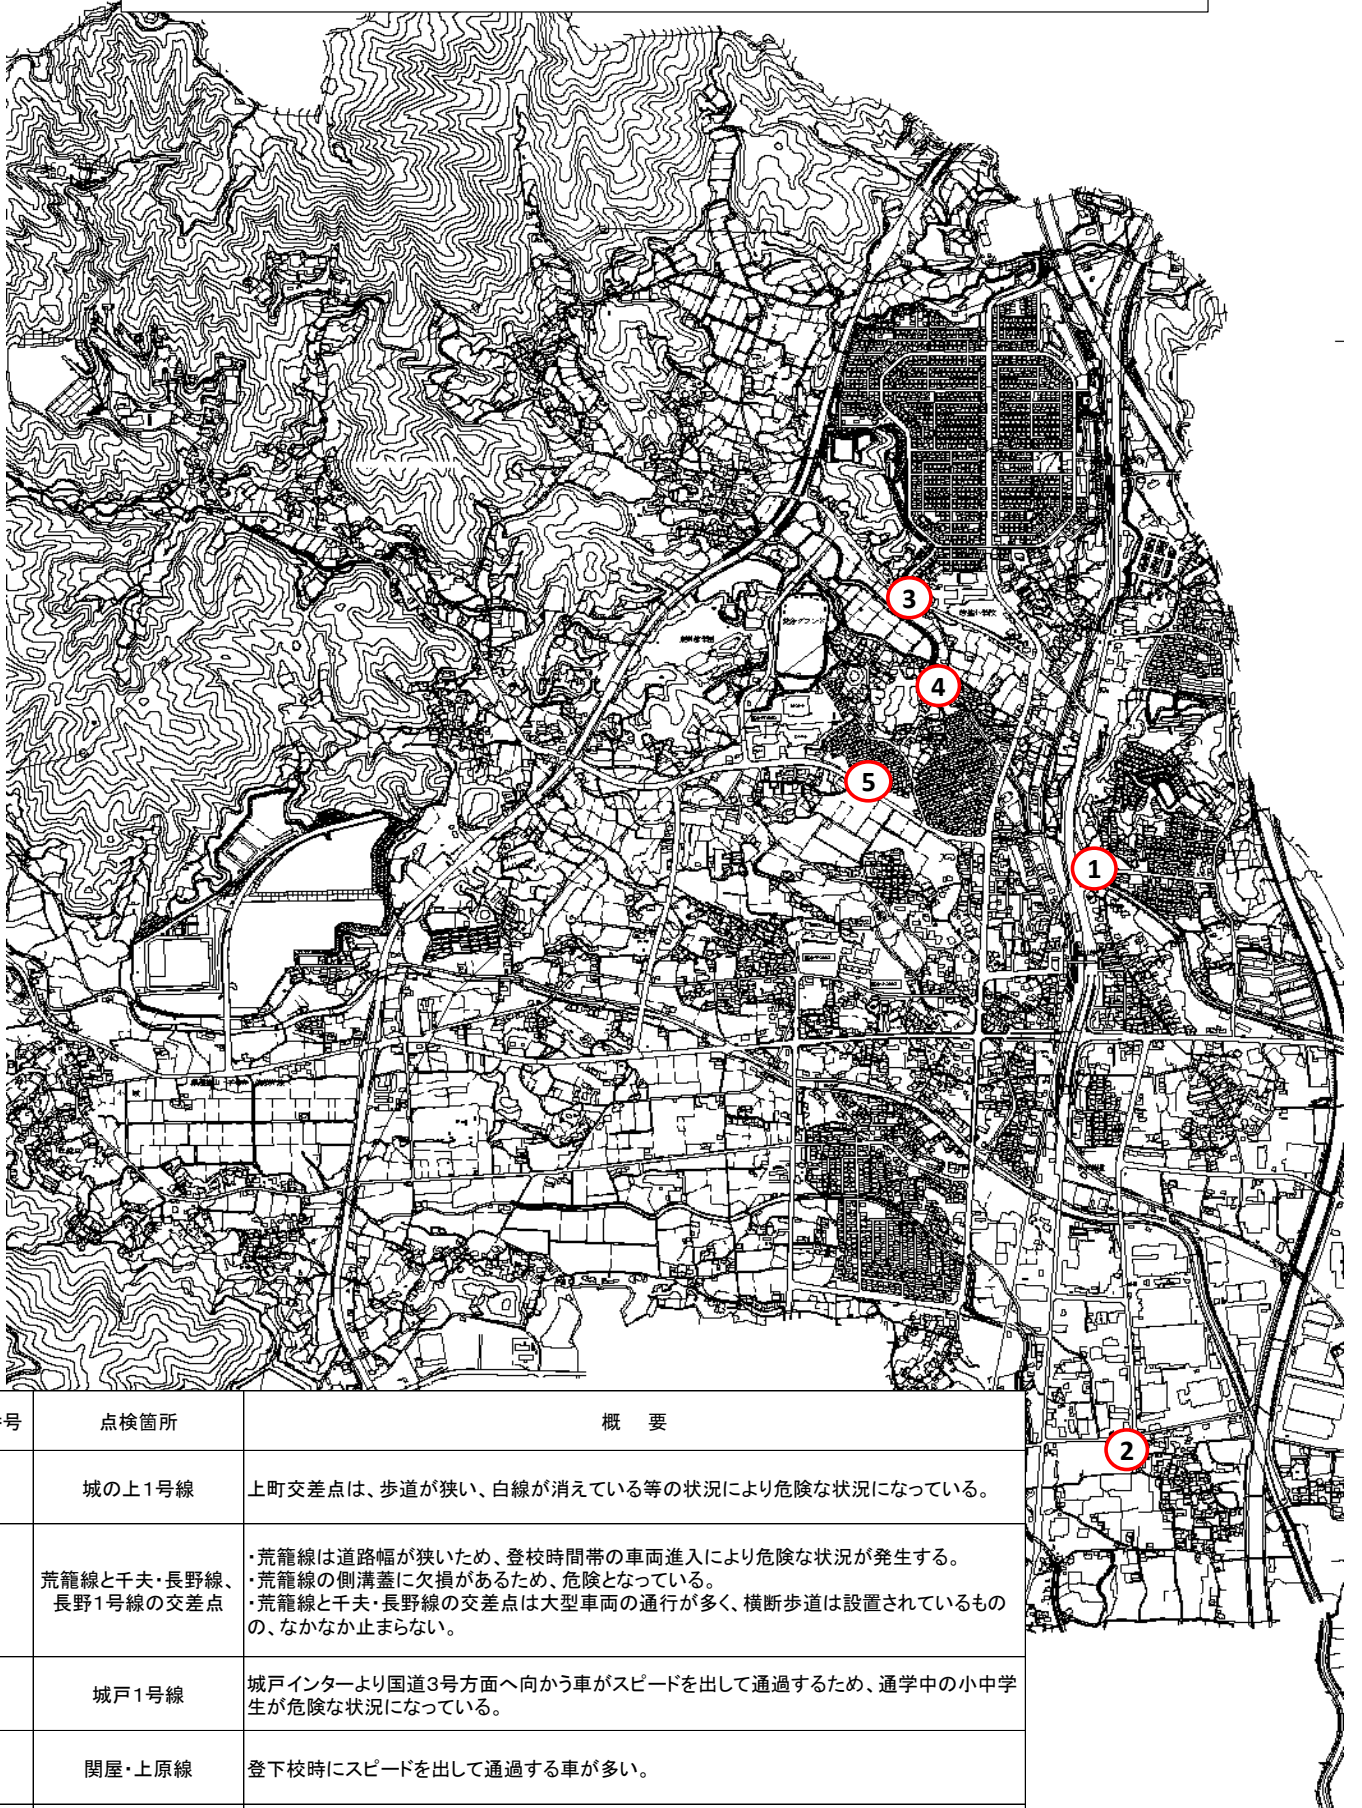 3
4
5
1
2
号
点検箇所
概　要
城の上1号線
上町交差点は、歩道が狭い、白線が消えている等の状況により危険な状況になっている。
荒籠線と千夫・長野線、
長野1号線の交差点
・荒籠線は道路幅が狭いため、登校時間帯の車両進入により危険な状況が発生する。
・荒籠線の側溝蓋に欠損があるため、危険となっている。
・荒籠線と千夫・長野線の交差点は大型車両の通行が多く、横断歩道は設置されているもの
の、なかなか止まらない。
城戸1号線
城戸インターより国道3号方面へ向かう車がスピードを出して通過するため、通学中の小中学
生が危険な状況になっている。
関屋・上原線
登下校時にスピードを出して通過する車が多い。